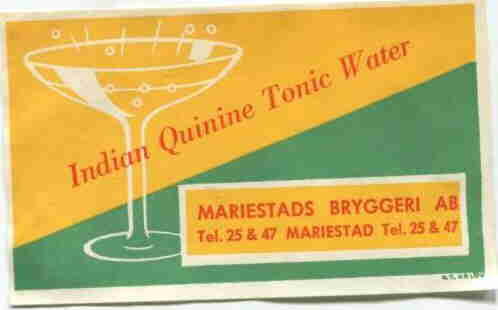 Indian Quinine Tonic Water
MARIESTADS BRYGGERI AB
Tel. 25 & 47 MARIESTAD Tel. 25 & 47